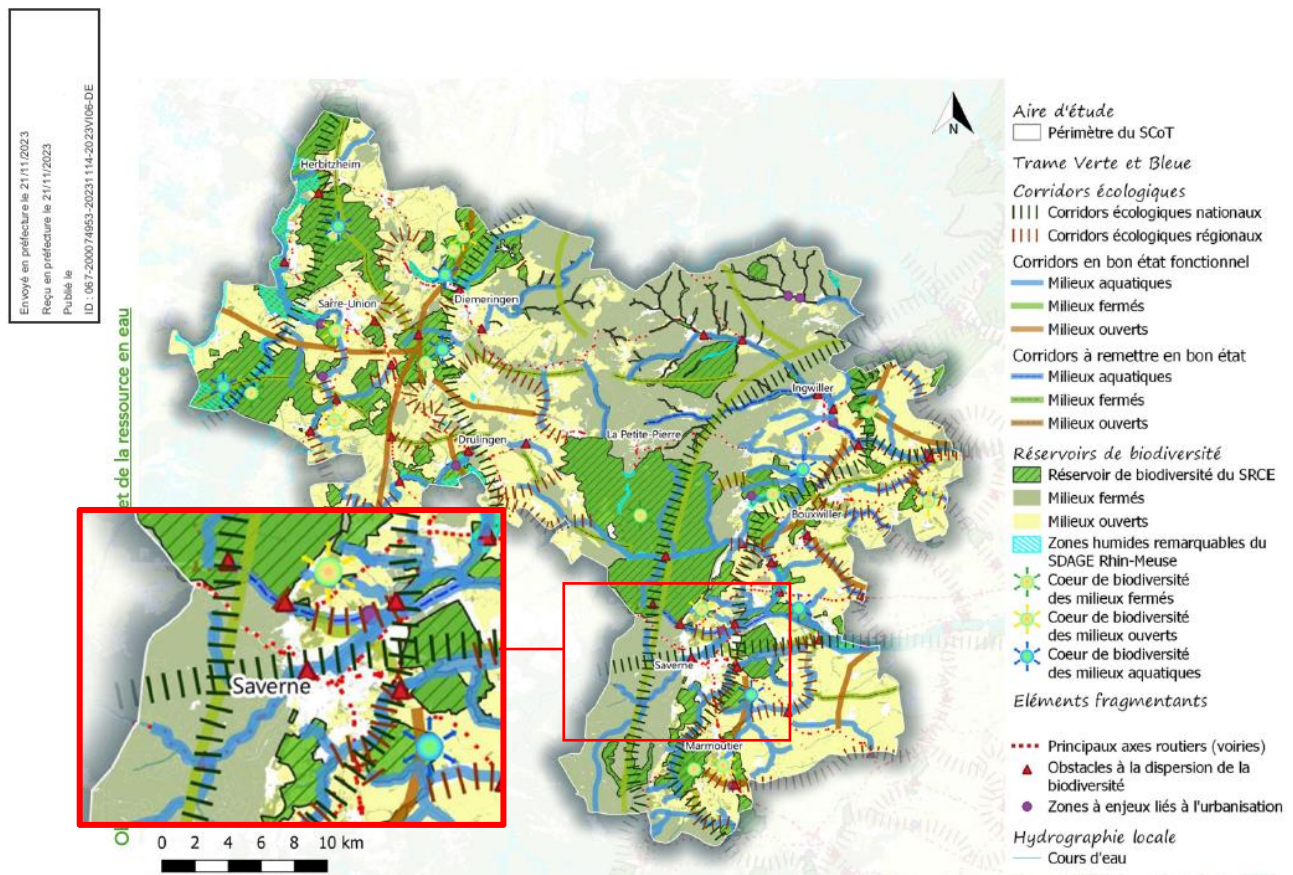 Envoyé en préfecture le 21/11/2023
Reçu en préfecture le 21/11/2023
Publié le
ID : 067-200074953-20231114-2023VI06-DE
et de la ressource en eau
Ob
N
Herbitzheim
Sarre-Union
Diemeringen
Ingwiller
La Petite-Pierre
Drulingen
Bouxwiller
Saverne
Marmoutier
Saverne
0 2 4 6 8 10 km
Aire d'étude
Périmètre du SCoT
Trame Verte et Bleue
Corridors écologiques
Corridors écologiques nationaux
Corridors écologiques régionaux
Corridors en bon état fonctionnel
Milieux aquatiques
Milieux fermés
Milieux ouverts
Corridors à remettre en bon état
Milieux aquatiques
Milieux fermés
Milieux ouverts
Réservoirs de biodiversité
Réservoir de biodiversité du SRCE
Milieux fermés
Milieux ouverts
Zones humides remarquables du
SDAGE Rhin-Meuse
Coeur de biodiversité
des milieux fermés
Coeur de biodiversité
des milieux ouverts
Coeur de biodiversité
des milieux aquatiques
Eléments fragmentants
Principaux axes routiers (voiries)
Obstacles à la dispersion de la
biodiversité
Zones à enjeux liés à l'urbanisation
Hydrographie locale
Cours d'eau